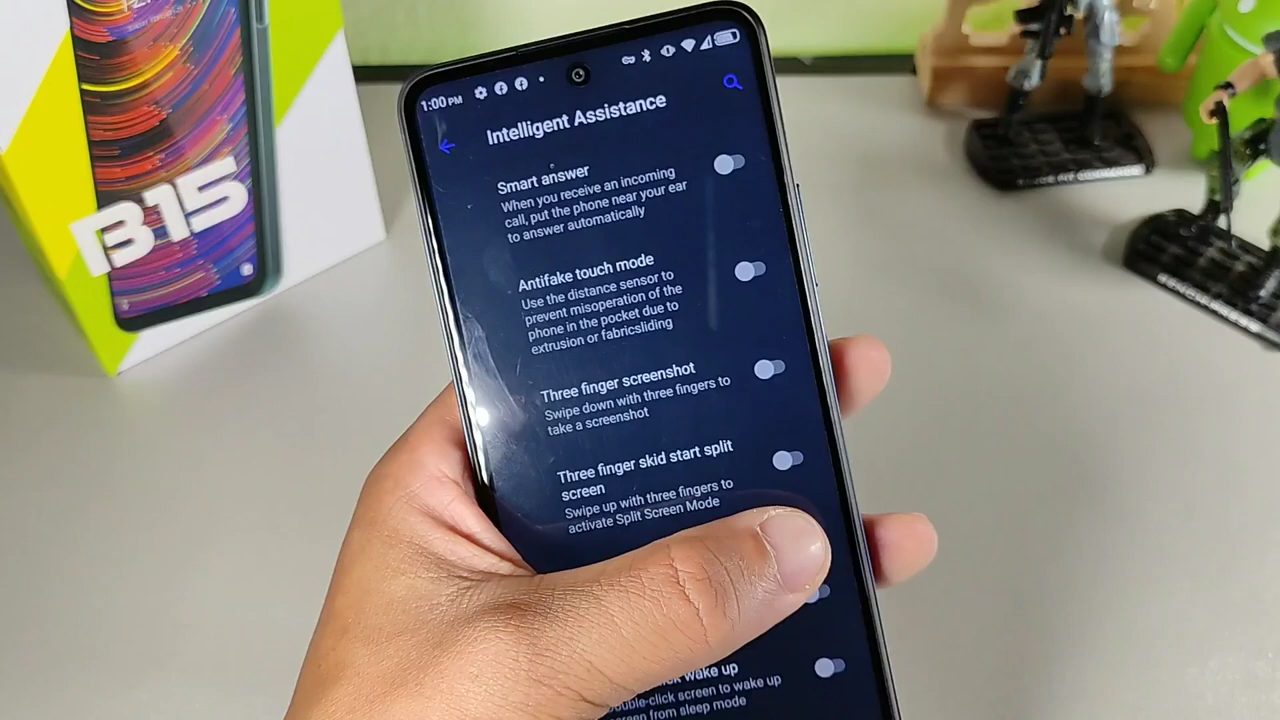 B15
1:00 PM
Intelligent Assistance
Smart answer
When you receive an incoming
call, put the phone near your ear
to answer automatically
Antifake touch mode
Use the distance sensor to
prevent misoperation of the
phone in the pocket due to
extrusion or fabricsliding
Three finger screenshot
Swipe down with three fingers to
take a screenshot
Three finger skid start split
screen
Swipe up with three fingers to
activate Split Screen Mode
wake up
ouble-click screen to wake up
creen from sleep mode